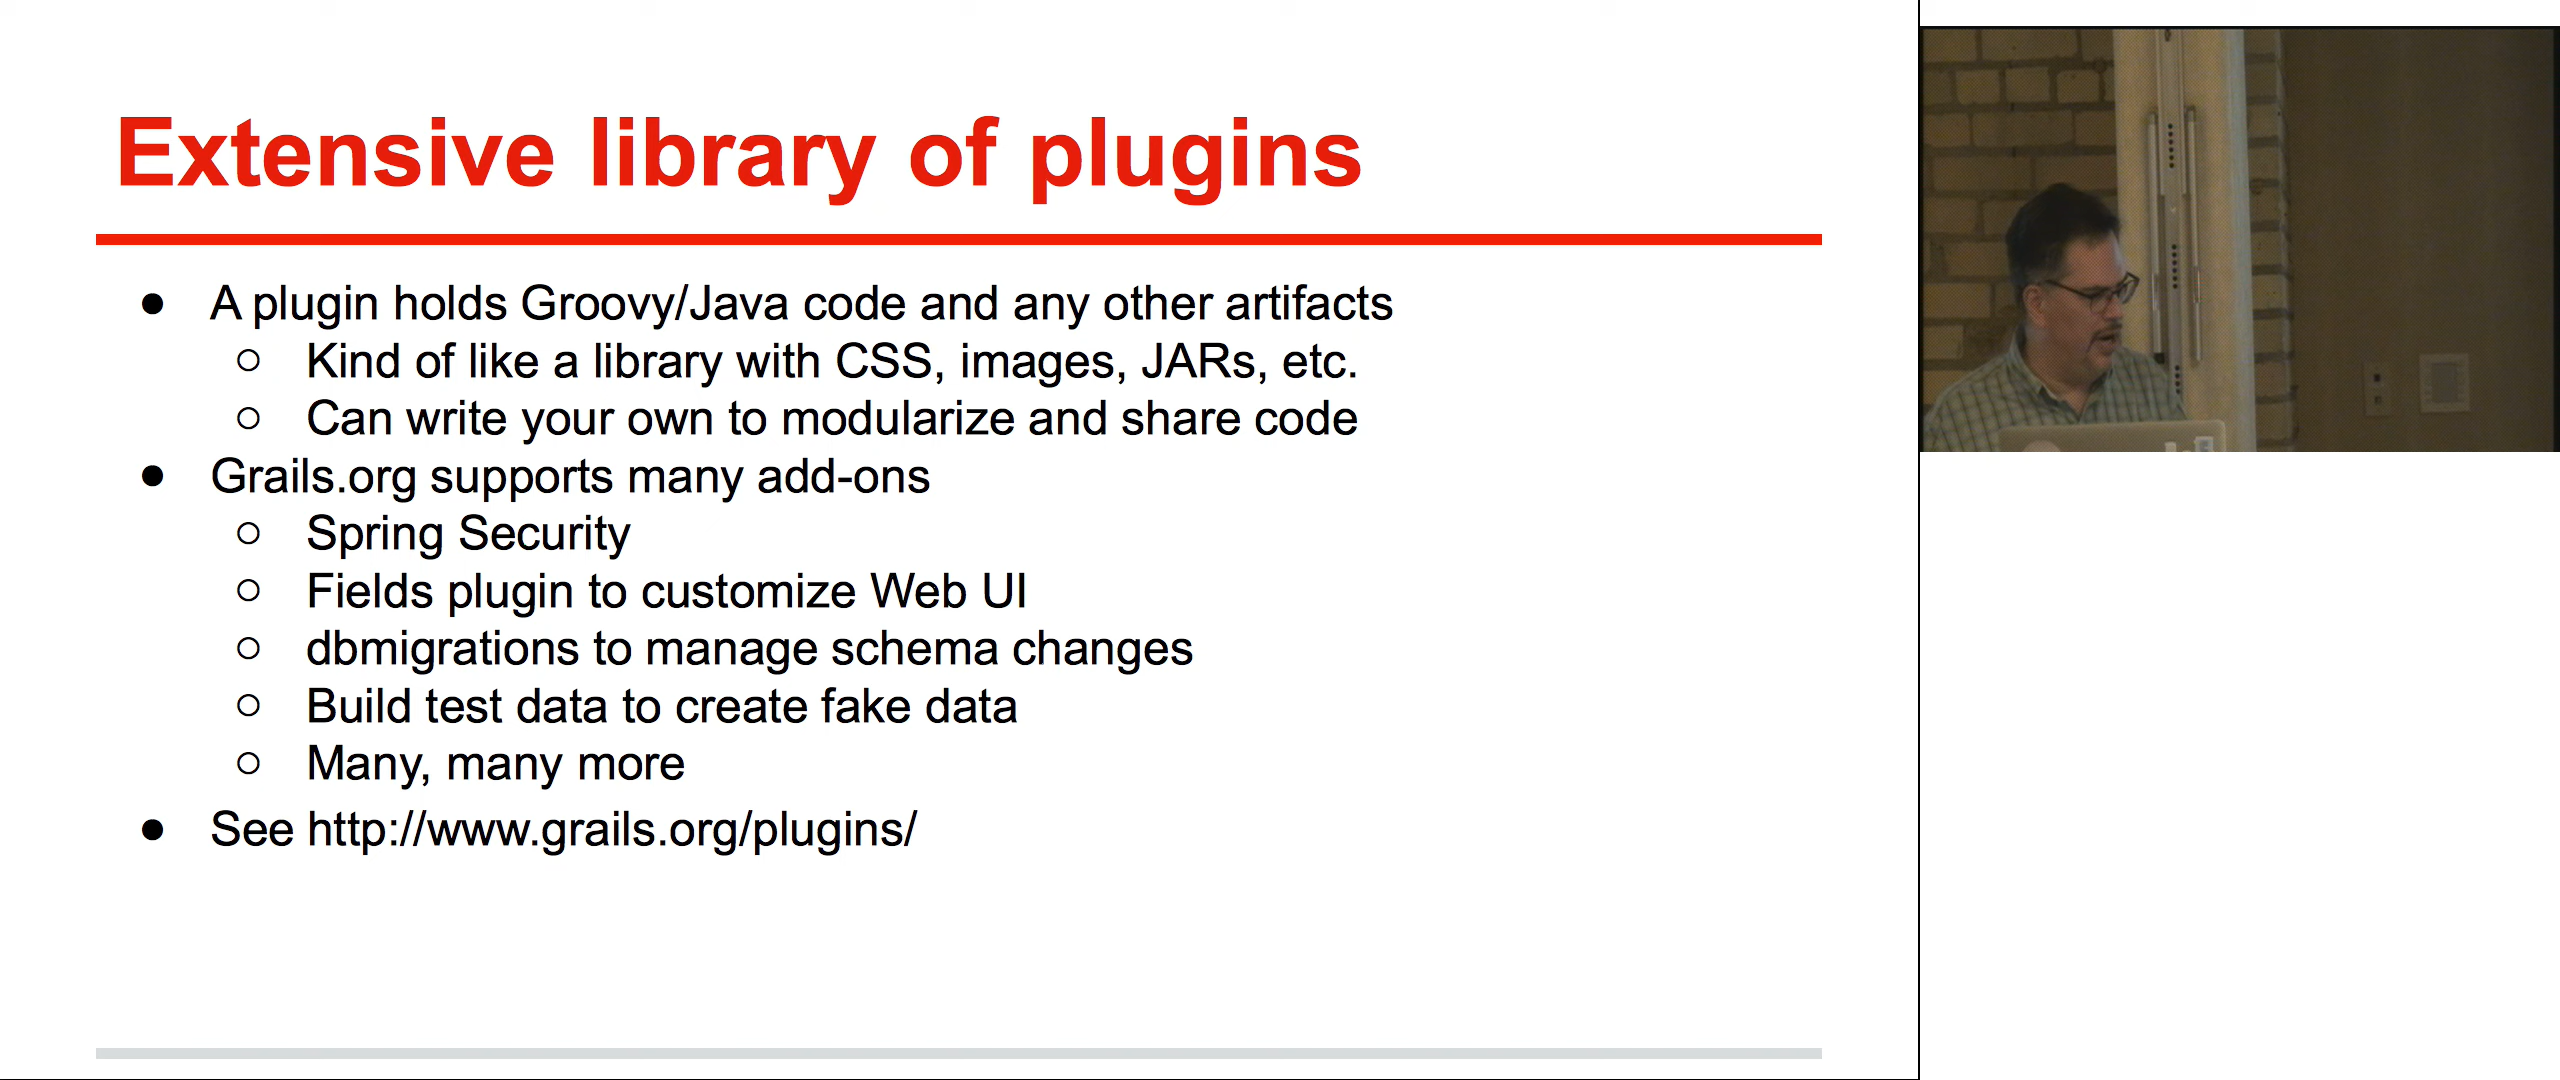 Extensive library of plugins
● A plugin holds Groovy/Java code and any other artifacts
○ Kind of like a library with CSS, images, JARs, etc.
○ Can write your own to modularize and share code
● Grails.org supports many add-ons
○ Spring Security
○ Fields plugin to customize Web UI
○ dbmigrations to manage schema changes
○ Build test data to create fake data
○ Many, many more
● See http://www.grails.org/plugins/